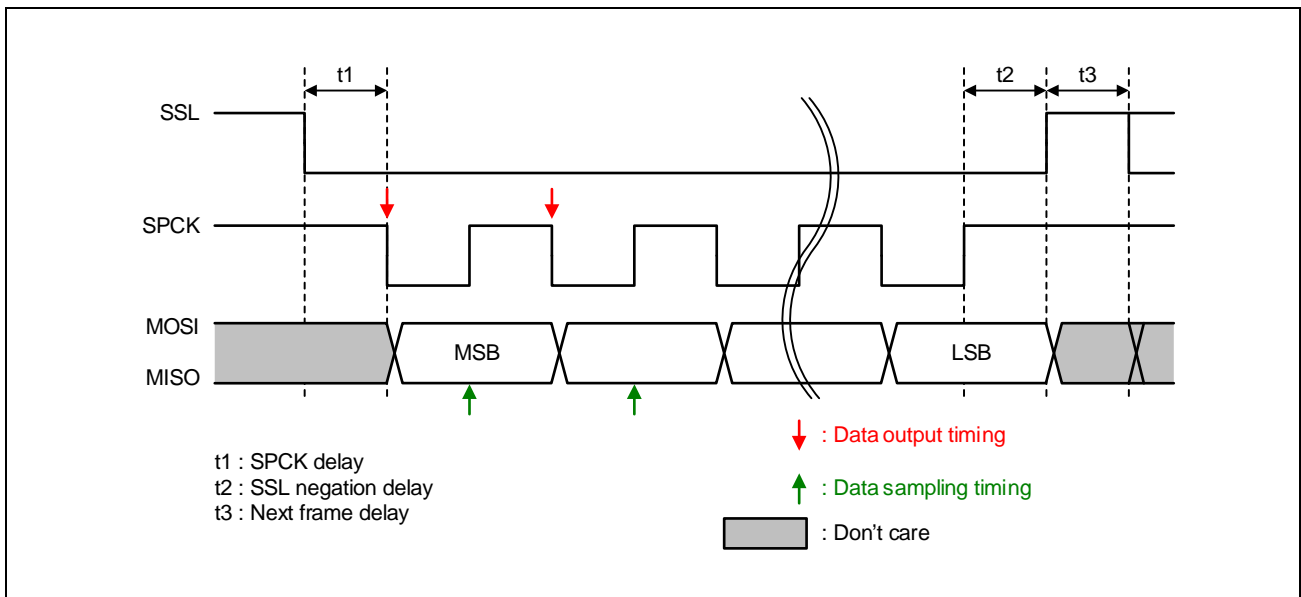 t1
t2
t3
SSL
SPCK
MOSI
MSB
LSB
MISO
: Data output timing
t1 : SPCK delay
t2 : SSL negation delay
: Data sampling timing
t3 : Next frame delay
: Don't care